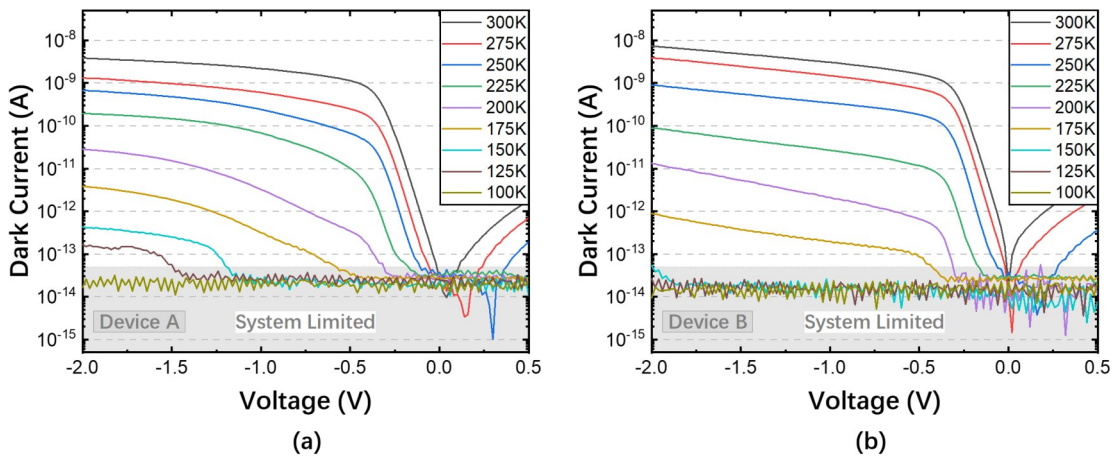 Dark Current (A)
10⁻⁸
10⁻⁹
10⁻¹⁰
10⁻¹¹
10⁻¹²
10⁻¹³
10⁻¹⁴
10⁻¹⁵
300K
275K
250K
225K
200K
175K
150K
125K
100K
Device A
System Limited
-2.0 -1.5 -1.0 -0.5 0.0 0.5
Voltage (V)
(a)
Dark Current (A)
10⁻⁸
10⁻⁹
10⁻¹⁰
10⁻¹¹
10⁻¹²
10⁻¹³
10⁻¹⁴
10⁻¹⁵
300K
275K
250K
225K
200K
175K
150K
125K
100K
Device B
System Limited
-2.0 -1.5 -1.0 -0.5 0.0 0.5
Voltage (V)
(b)